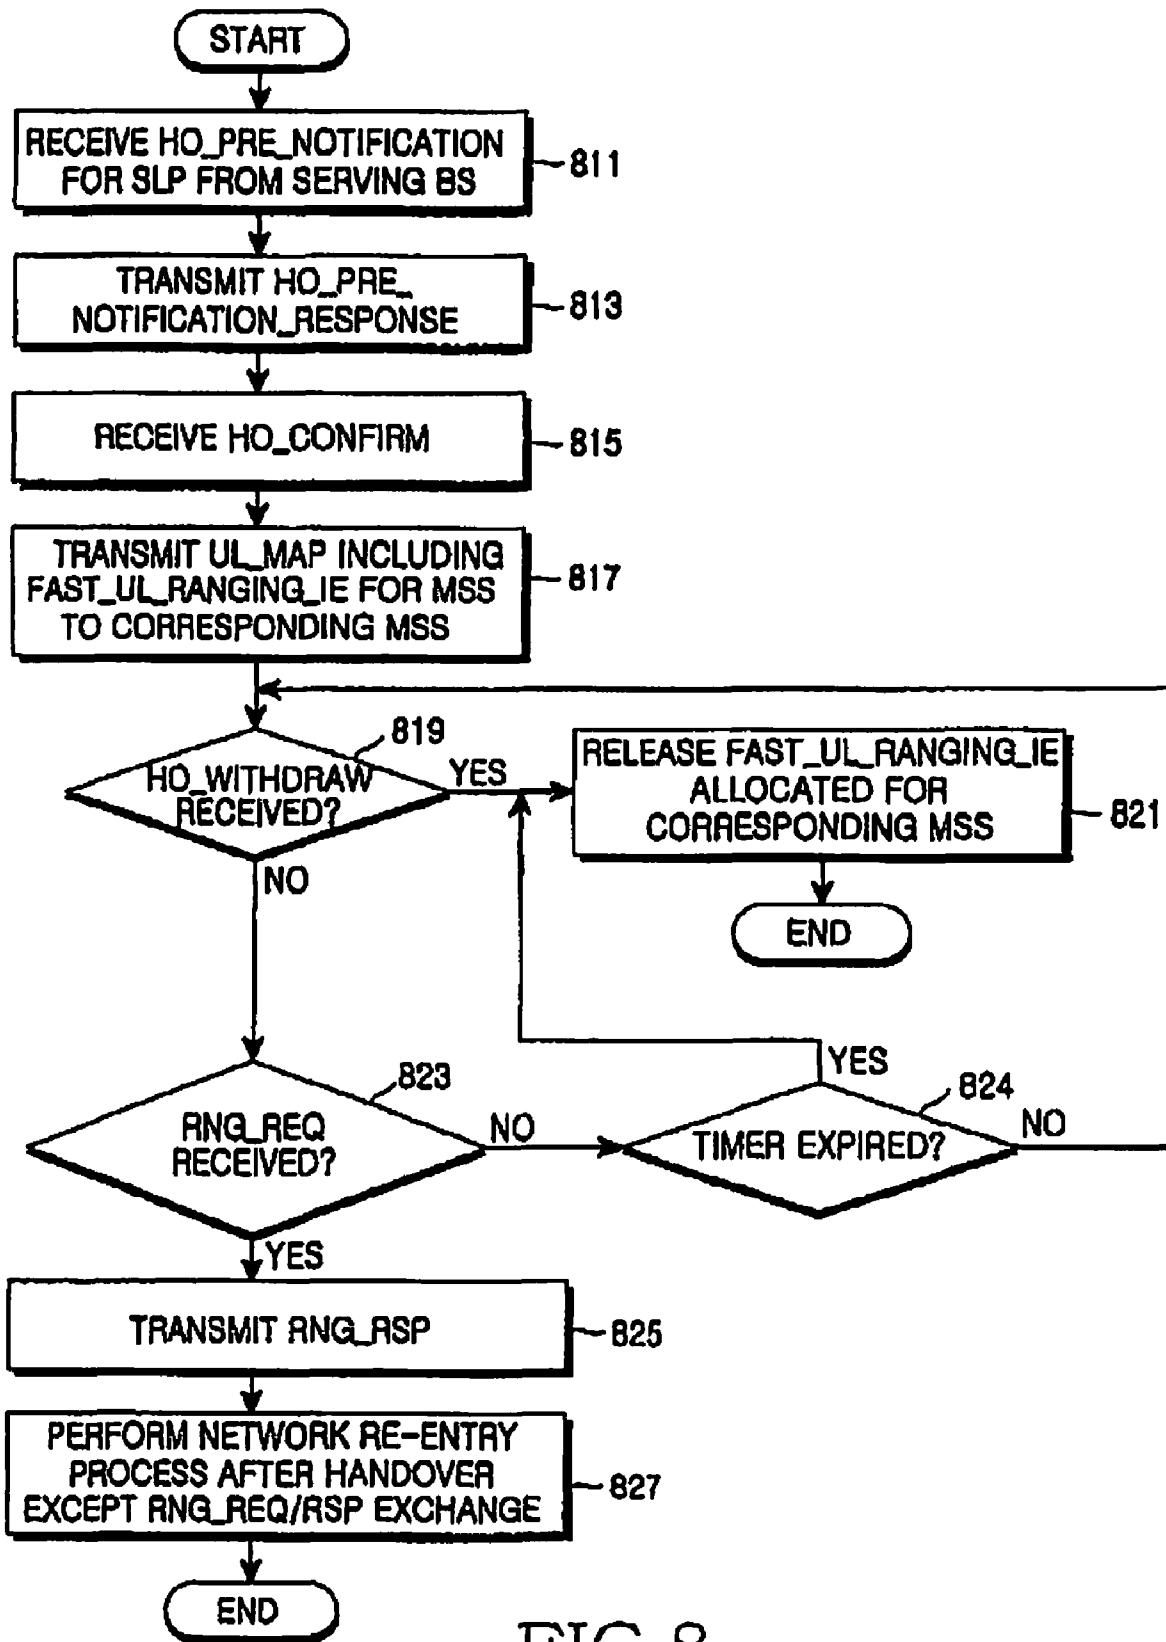 START
RECEIVE HO_PRE_NOTIFICATION
FOR SLP FROM SERVING BS
811
TRANSMIT HO_PRE_
NOTIFICATION_RESPONSE
813
RECEIVE HO_CONFIRM
815
TRANSMIT UL_MAP INCLUDING
FAST_UL_RANGING_IE FOR MSS
TO CORRESPONDING MSS
817
819
HO_WITHDRAW
RECEIVED?
YES
NO
RELEASE FAST_UL_RANGING_IE
ALLOCATED FOR
CORRESPONDING MSS
821
END
823
RNG_REQ
RECEIVED?
NO
YES
YES
824
TIMER EXPIRED?
NO
TRANSMIT RNG_RSP
825
PERFORM NETWORK RE-ENTRY
PROCESS AFTER HANDOVER
EXCEPT RNG_REQ/RSP EXCHANGE
827
END
FIG.8